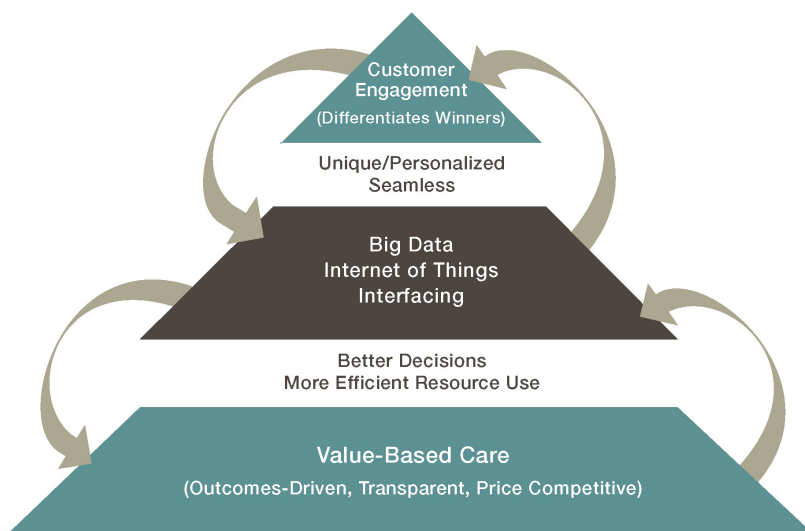 Customer
Engagement
(Differentiates Winners)
Unique/Personalized
Seamless
Big Data
Internet of Things
Interfacing
Better Decisions
More Efficient Resource Use
Value-Based Care
(Outcomes-Driven, Transparent, Price Competitive)